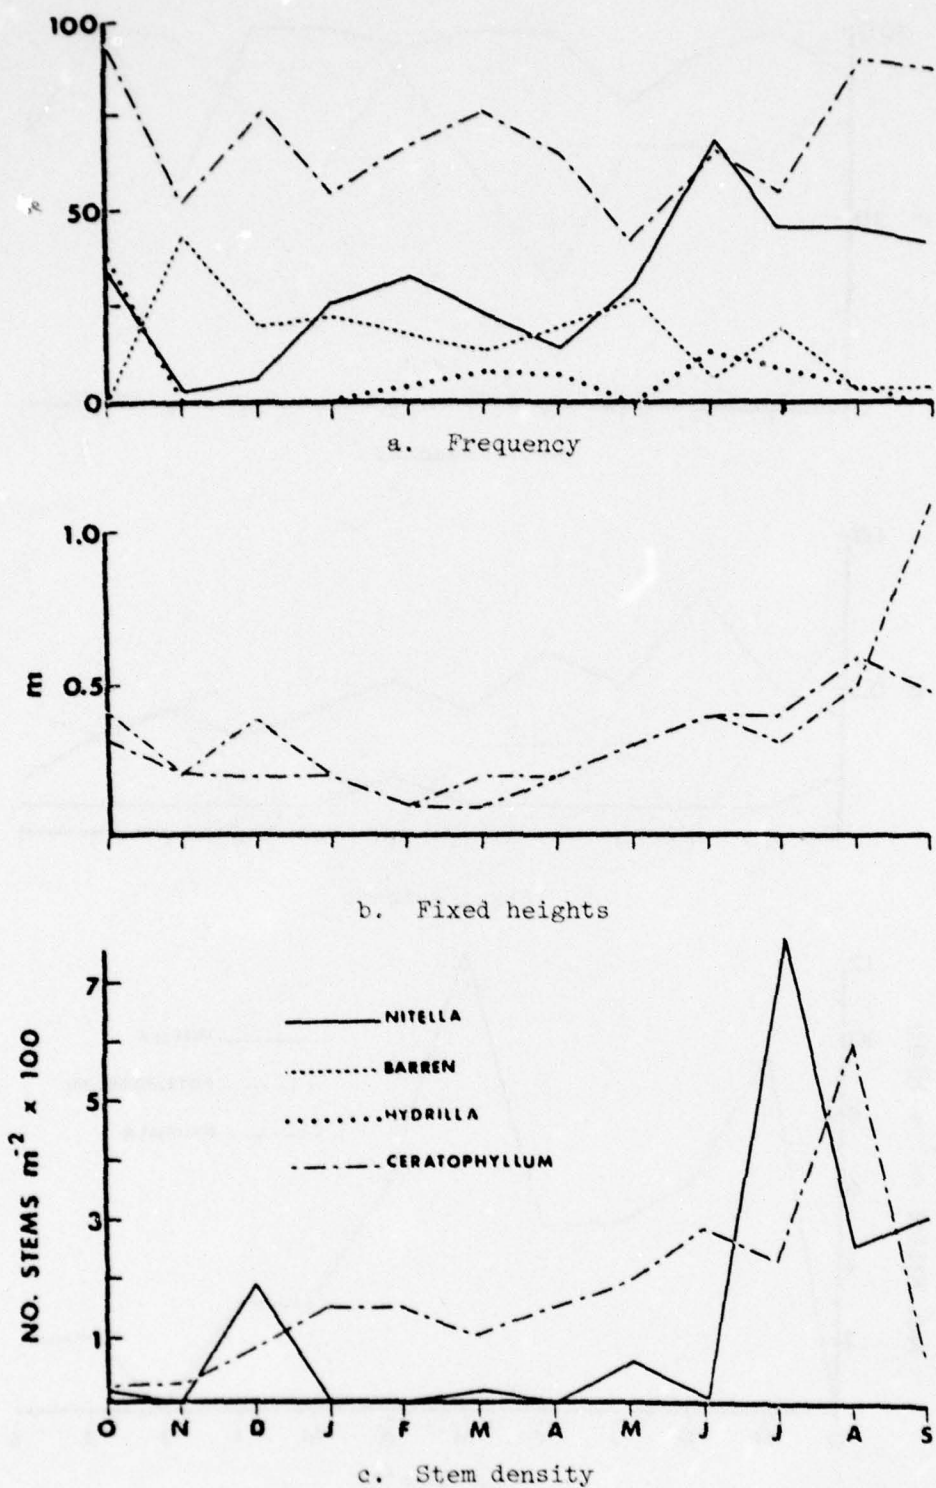 100
%
50
0
a. Frequency
1.0
m
0.5
b. Fixed heights
7
5
3
1
NO. STEMS m⁻² x 100
NITELLA
BARREN
HYDRILLA
CERATOPHYLLUM
O N D J F M A M J J A S
c. Stem density